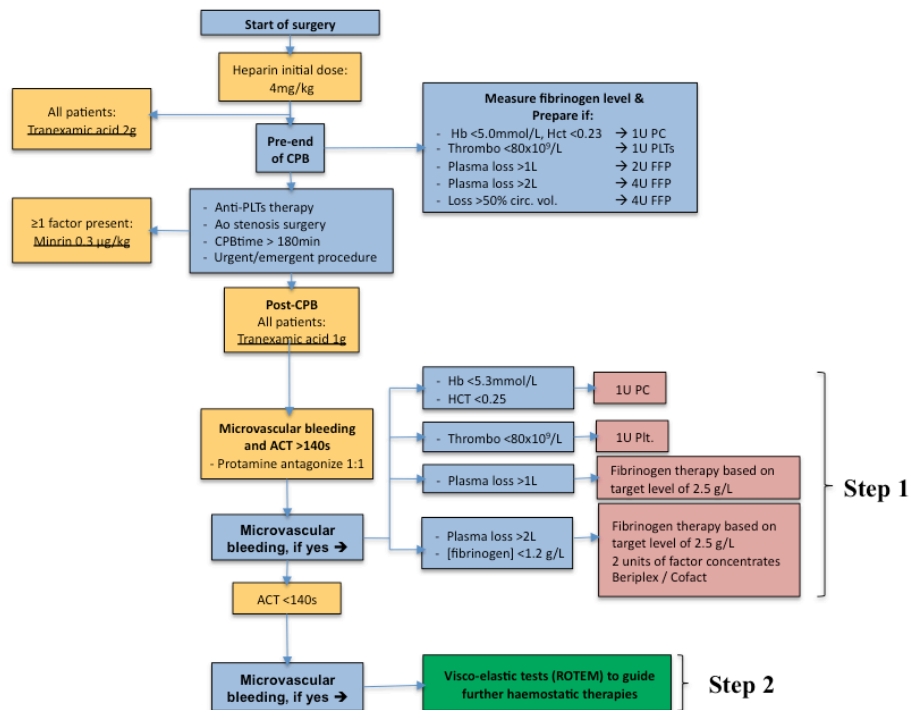 Start of surgery
Heparin initial dose:
4mg/kg
All patients:
Tranexamic acid 2g
Pre-end
of CPB
Measure fibrinogen level &
Prepare if:
- Hb <5.0mmol/L, Hct <0.23 → 1U PC
- Thrombo <80x10⁹/L → 1U PLTs
- Plasma loss >1L → 2U FFP
- Plasma loss >2L → 4U FFP
- Loss >50% circ. vol. → 4U FFP
≥1 factor present:
Minrin 0.3 µg/kg
- Anti-PLTs therapy
- Ao stenosis surgery
- CPBtime > 180min
- Urgent/emergent procedure
Post-CPB
All patients:
Tranexamic acid 1g
Microvascular bleeding
and ACT >140s
- Protamine antagonize 1:1
Microvascular
bleeding, if yes →
- Hb <5.3mmol/L
- HCT <0.25
1U PC
- Thrombo <80x10⁹/L
1U Plt.
- Plasma loss >1L
Fibrinogen therapy based on
target level of 2.5 g/L
- Plasma loss >2L
- [fibrinogen] <1.2 g/L
Fibrinogen therapy based on
target level of 2.5 g/L
2 units of factor concentrates
Beriplex / Cofact
Step 1
ACT <140s
Microvascular
bleeding, if yes →
Visco-elastic tests (ROTEM) to guide
further haemostatic therapies
Step 2